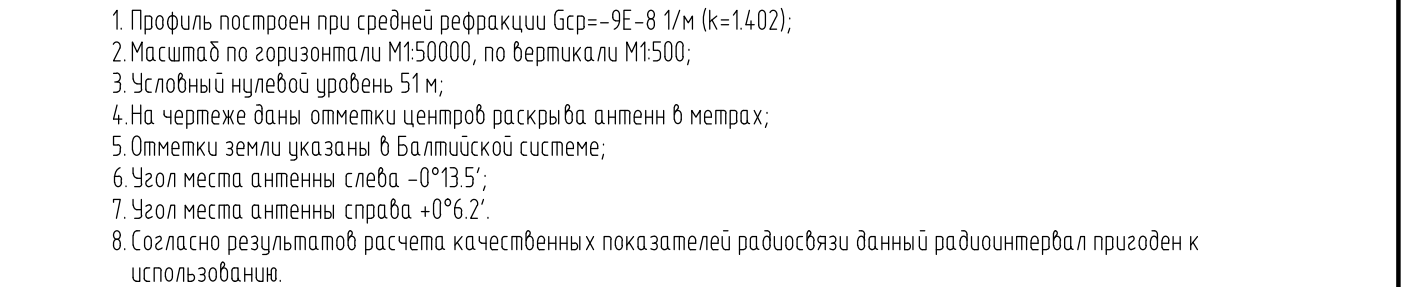 1. Профиль построен при средней рефракции Gср=-9E-8 1/м (k=1.402);
2. Масштаб по горизонтали М1:50000, по вертикали М1:500;
3. Условный нулевой уровень 51 м;
4. На чертеже даны отметки центров раскрыва антенн в метрах;
5. Отметки земли указаны в Балтийской системе;
6. Угол места антенны слева -0°13.5';
7. Угол места антенны справа +0°6.2'.
8. Согласно результатов расчета качественных показателей радиосвязи данный радиоинтервал пригоден к
использованию.